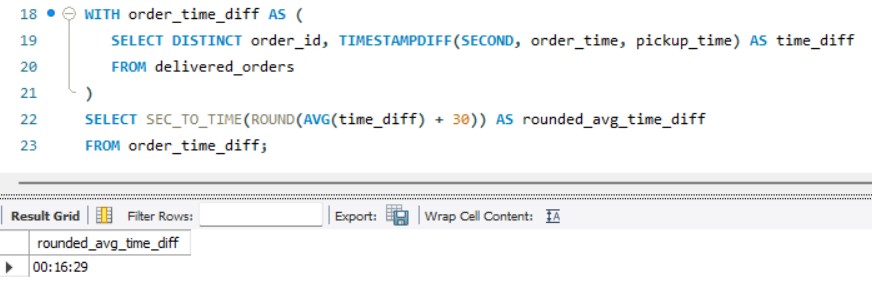 18 WITH order_time_diff AS (
19 SELECT DISTINCT order_id, TIMESTAMPDIFF(SECOND, order_time, pickup_time) AS time_diff
20 FROM delivered_orders
21 )
22 SELECT SEC_TO_TIME(ROUND(AVG(time_diff) + 30)) AS rounded_avg_time_diff
23 FROM order_time_diff;
Result Grid Filter Rows: Export: Wrap Cell Content: IA
rounded_avg_time_diff
00:16:29